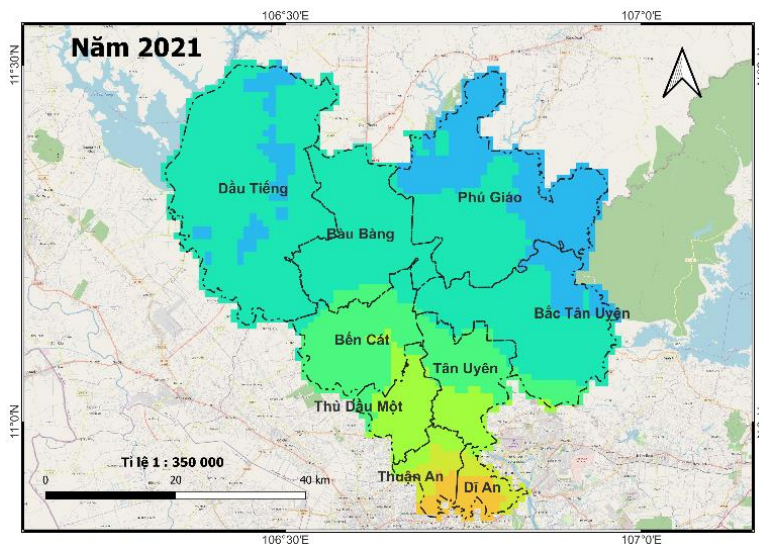 106°30'E
107°0'E
Năm 2021
11°30'N
Dầu Tiếng
Phú Giáo
Bàu Bàng
Bắc Tân Uyên
Bến Cát
Tân Uyên
Thủ Dầu Một
11°0'N
Tỉ lệ 1 : 350 000
Thuận An
Dĩ An
0
20
40 km
106°30'E
107°0'E